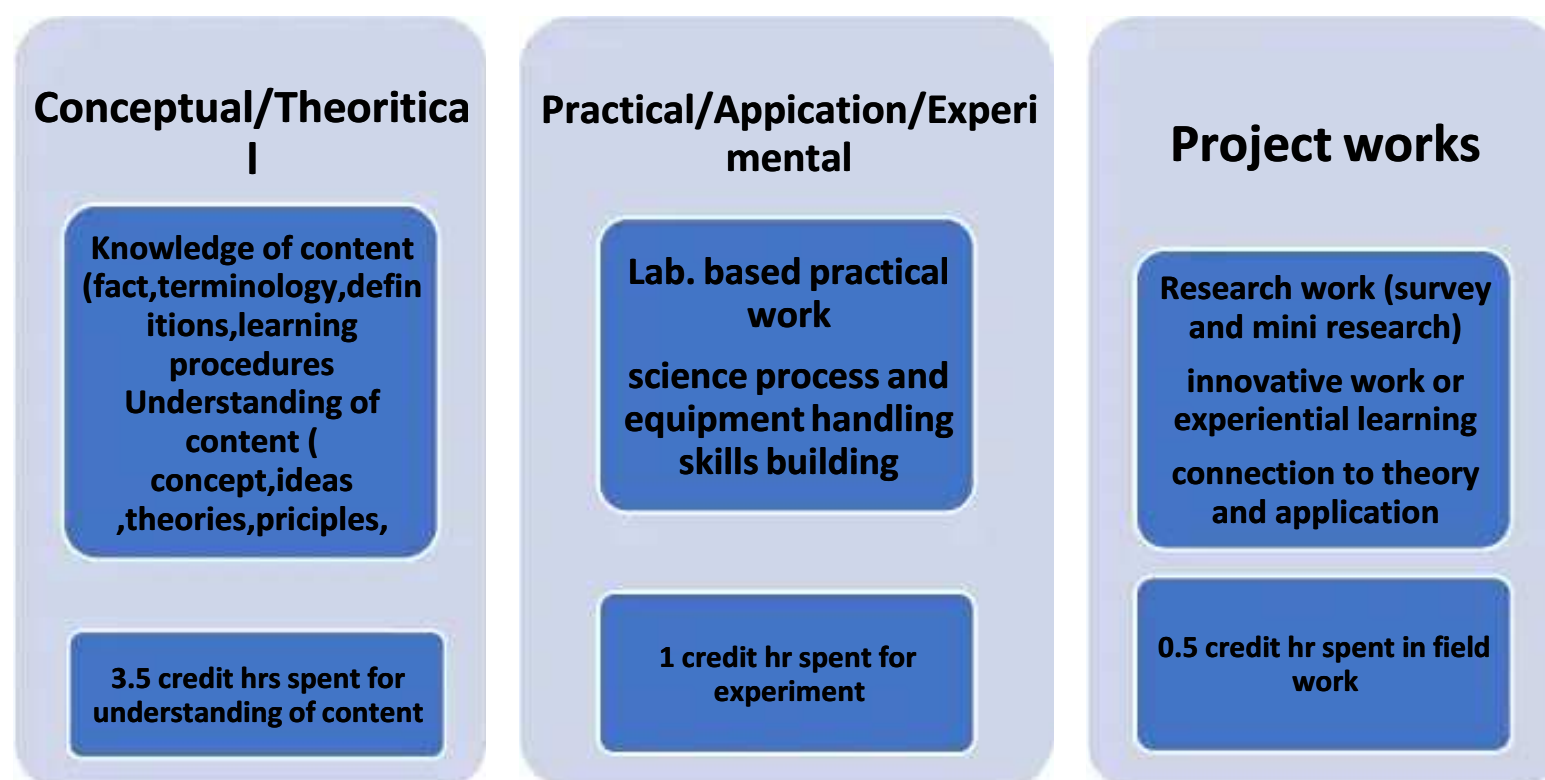 Conceptual/Theoritica
l
Knowledge of content
(fact,terminology,defin
itions,learning
procedures
Understanding of
content (
concept,ideas
,theories,priciples,
3.5 credit hrs spent for
understanding of content
Practical/Appication/Experi
mental
Lab. based practical
work
science process and
equipment handling
skills building
1 credit hr spent for
experiment
Project works
Research work (survey
and mini research)
innovative work or
experiential learning
connection to theory
and application
0.5 credit hr spent in field
work